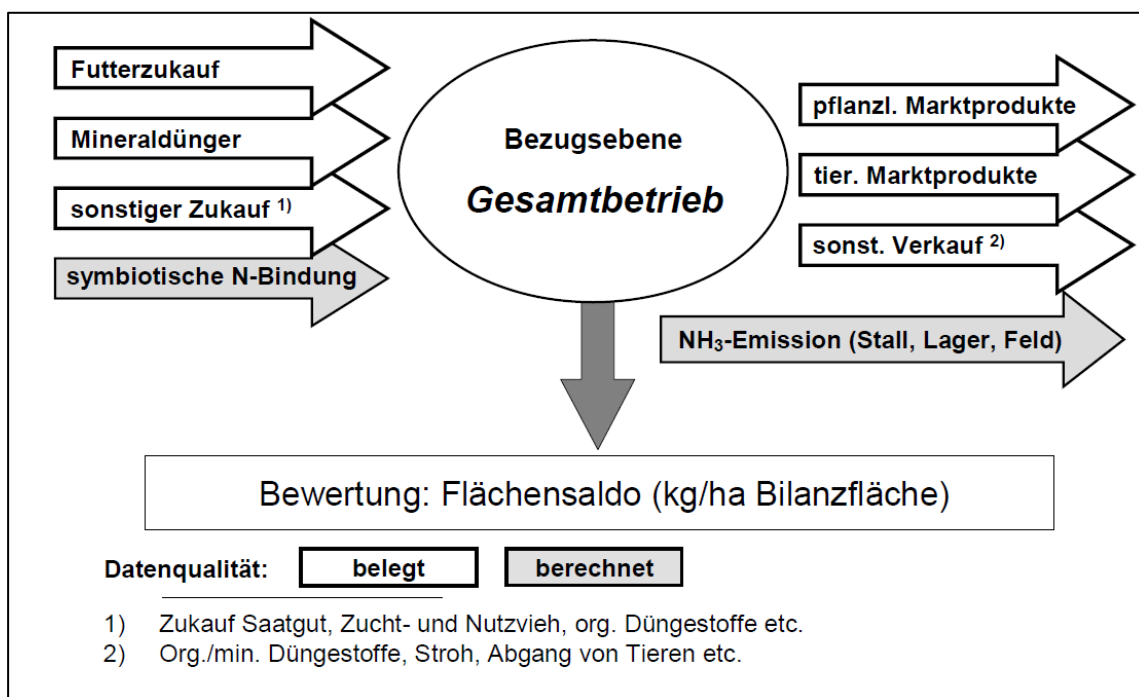 Futterzukauf
Mineraldünger
sonstiger Zukauf 1)
symbiotische N-Bindung
Bezugsebene
Gesamtbetrieb
pflanzl. Marktprodukte
tier. Marktprodukte
sonst. Verkauf 2)
NH3-Emission (Stall, Lager, Feld)
Bewertung: Flächensaldo (kg/ha Bilanzfläche)
Datenqualität: belegt berechnet
1) Zukauf Saatgut, Zucht- und Nutzvieh, org. Düngestoffe etc.
2) Org./min. Düngestoffe, Stroh, Abgang von Tieren etc.